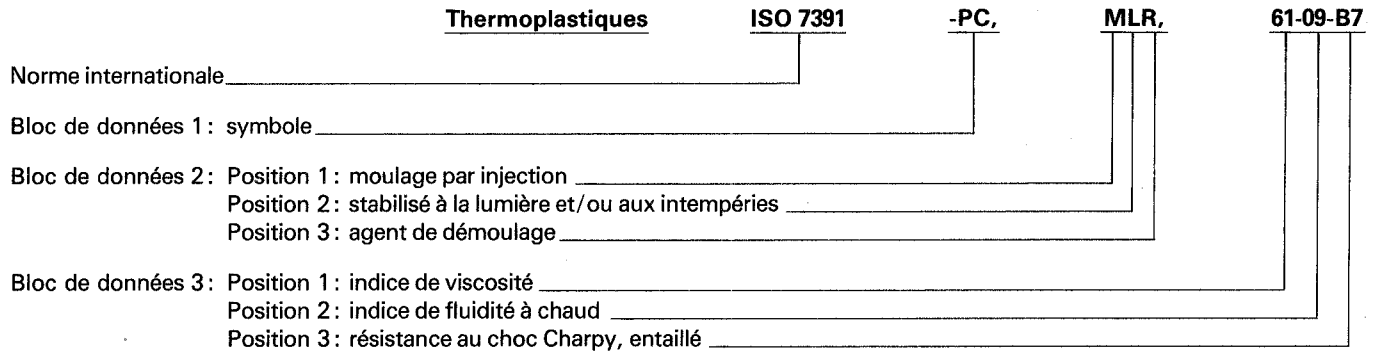 Thermoplastiques ISO 7391 -PC, MLR, 61-09-B7
Norme internationale
Bloc de données 1: symbole
Bloc de données 2: Position 1: moulage par injection
Position 2: stabilisé à la lumière et/ou aux intempéries
Position 3: agent de démoulage
Bloc de données 3: Position 1: indice de viscosité
Position 2: indice de fluidité à chaud
Position 3: résistance au choc Charpy, entaillé